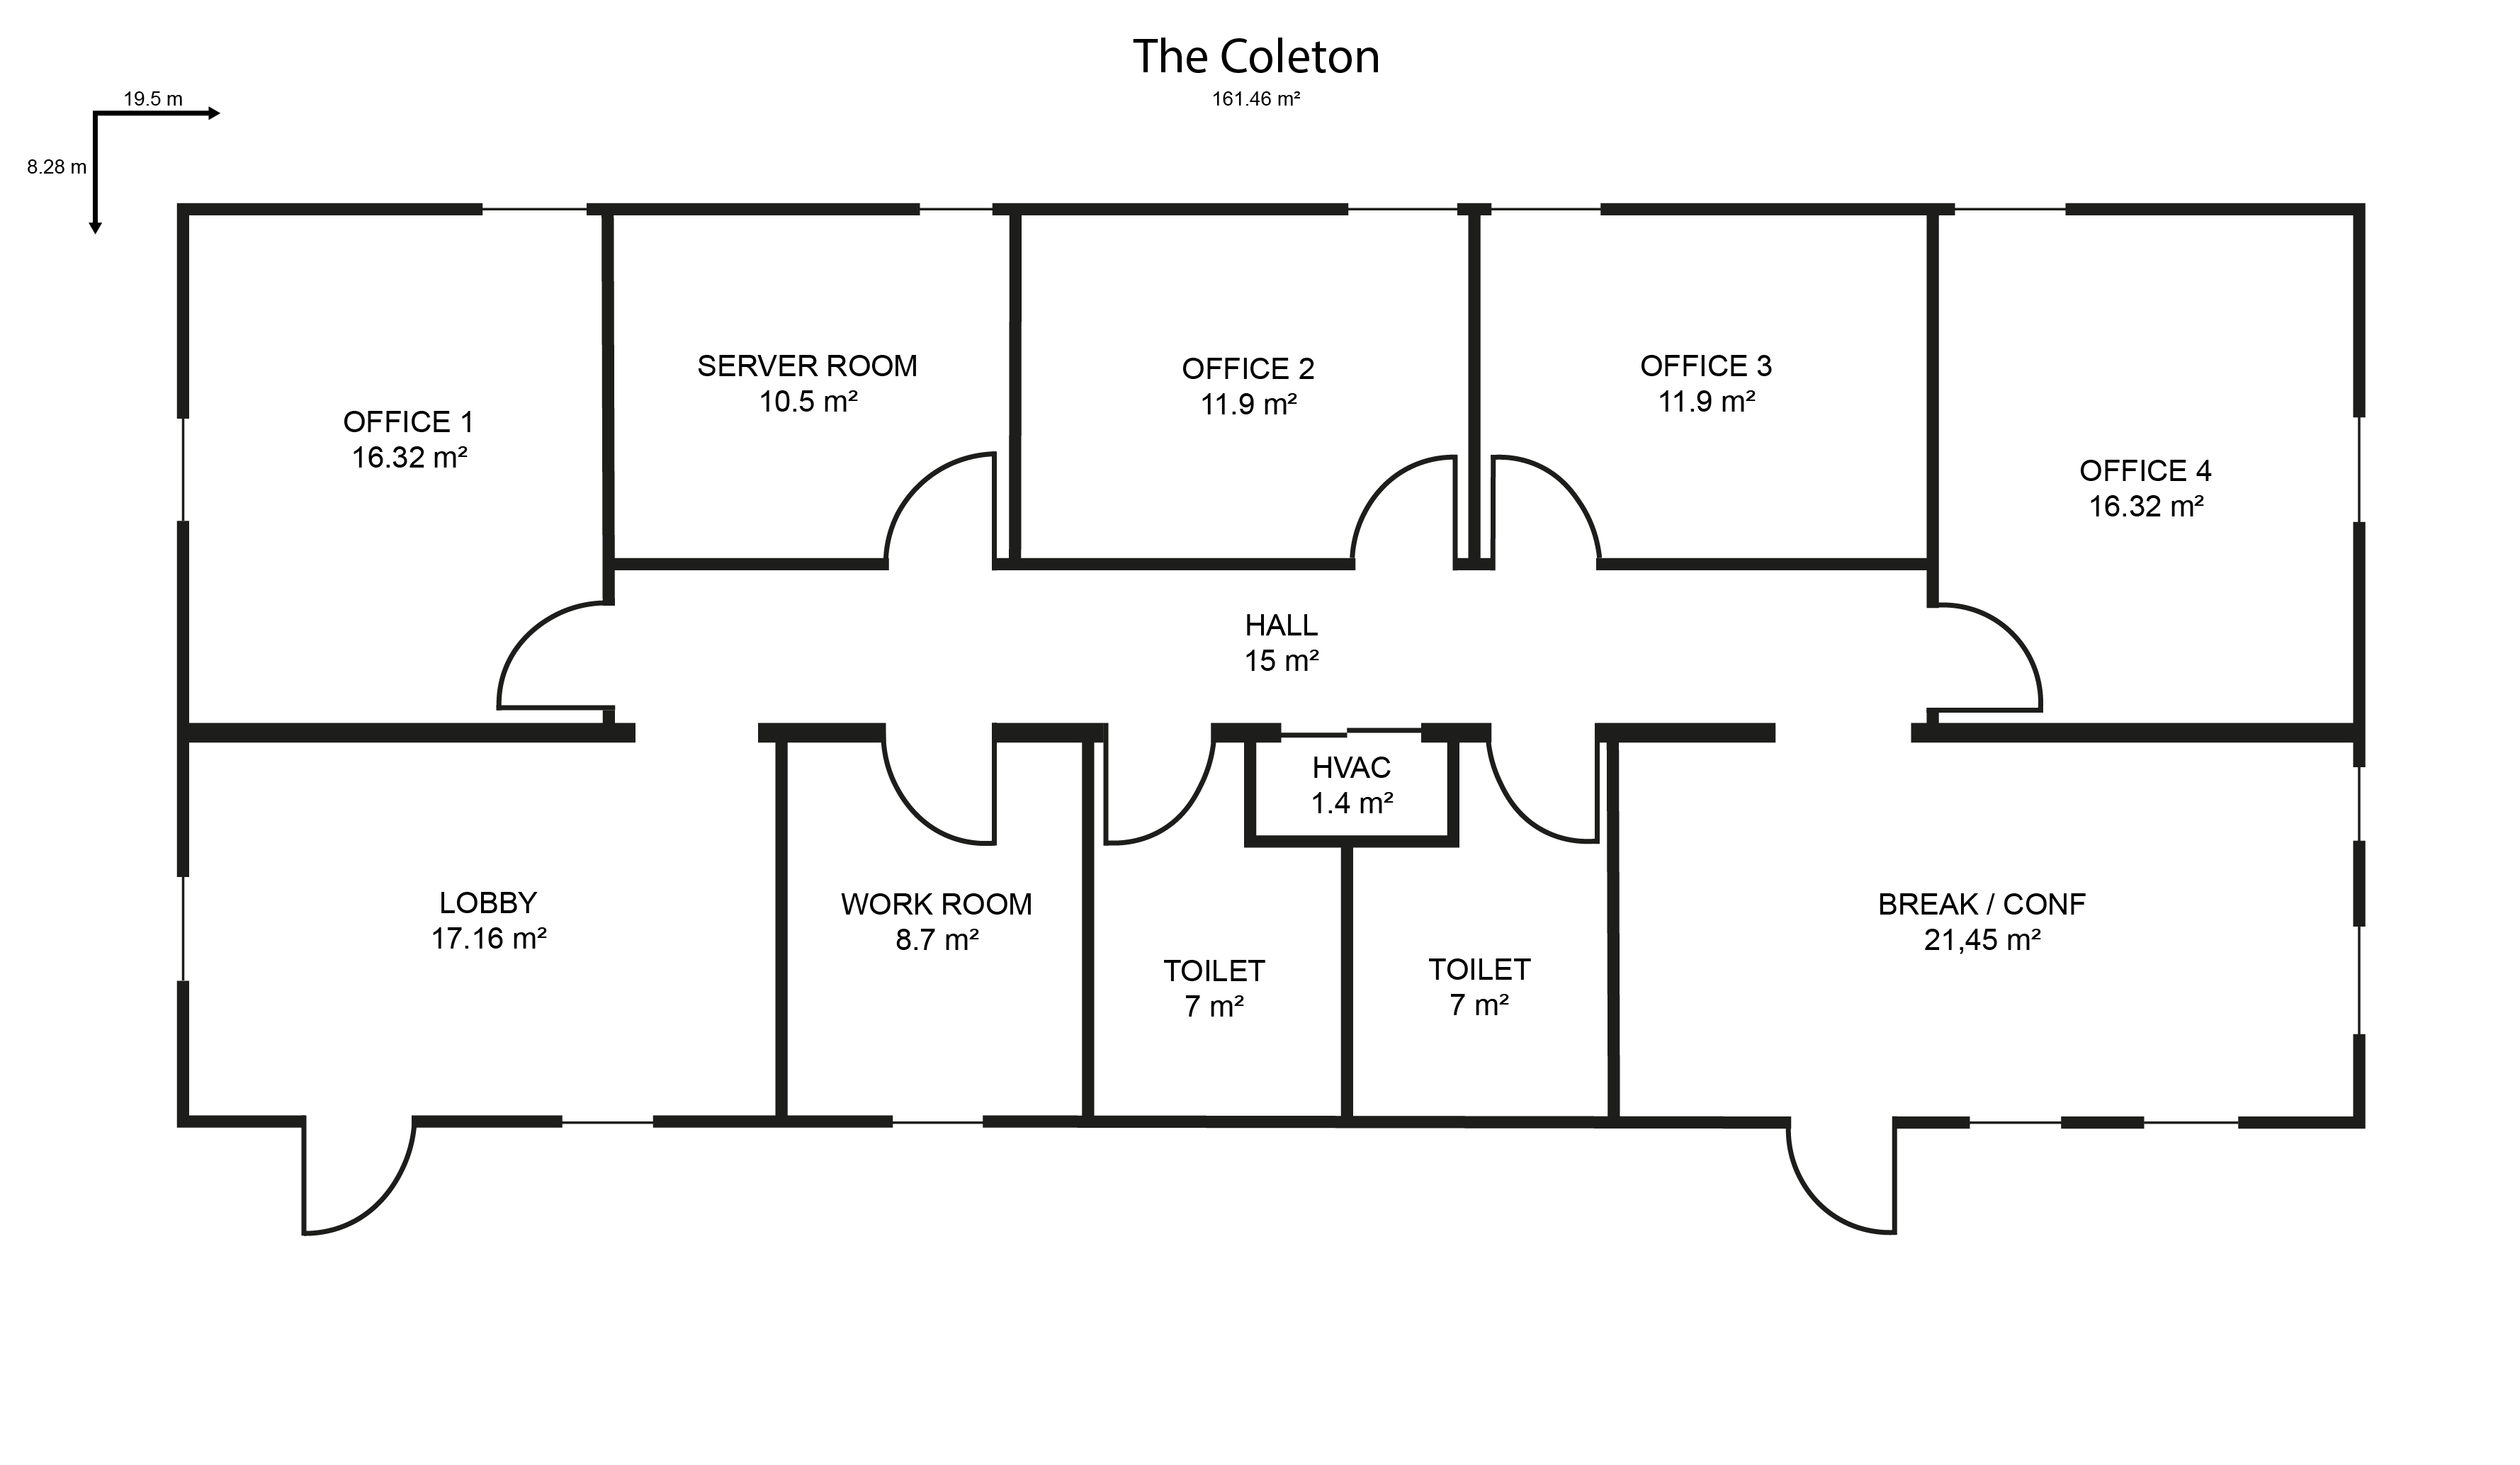 The Coleton
161.46 m²
19.5 m
8.28 m
SERVER ROOM
10.5 m²
OFFICE 2
11.9 m²
OFFICE 3
11.9 m²
OFFICE 1
16.32 m²
OFFICE 4
16.32 m²
HALL
15 m²
HVAC
1.4 m²
LOBBY
17.16 m²
WORK ROOM
8.7 m²
TOILET
7 m²
TOILET
7 m²
BREAK / CONF
21,45 m²